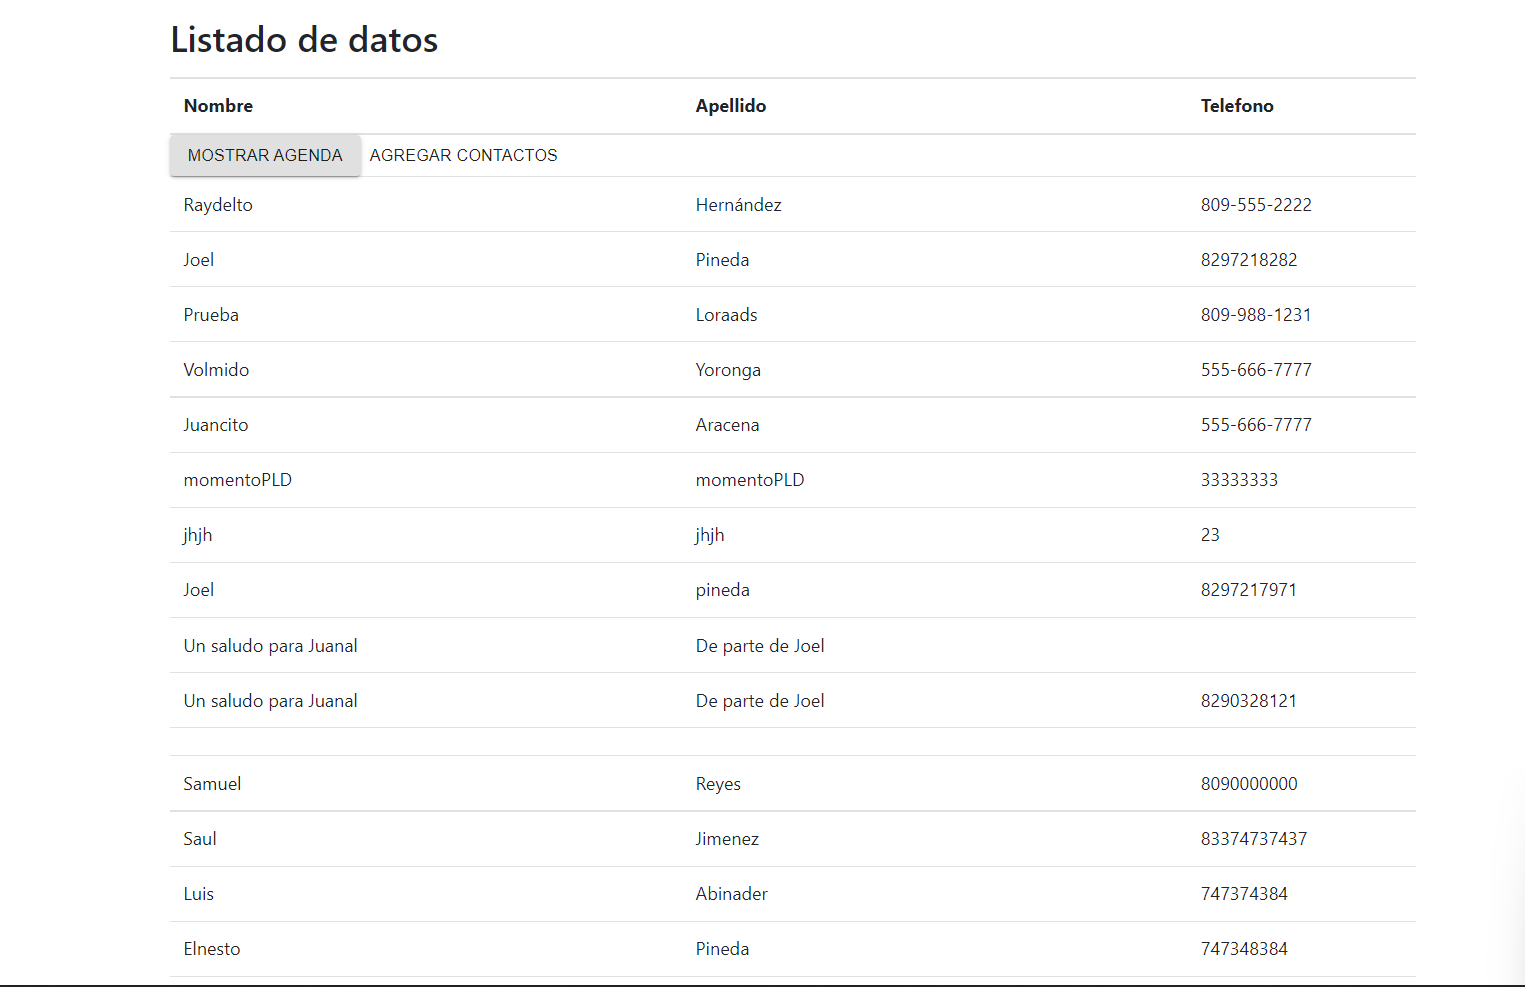 Listado de datos
Nombre Apellido Telefono
MOSTRAR AGENDA AGREGAR CONTACTOS
Raydelto Hernández 809-555-2222
Joel Pineda 8297218282
Prueba Loraads 809-988-1231
Volmido Yoronga 555-666-7777
Juancito Aracena 555-666-7777
momentoPLD momentoPLD 33333333
jhjh jhjh 23
Joel pineda 8297217971
Un saludo para Juanal De parte de Joel
Un saludo para Juanal De parte de Joel 8290328121
Samuel Reyes 8090000000
Saul Jimenez 83374737437
Luis Abinader 747374384
Elnesto Pineda 747348384